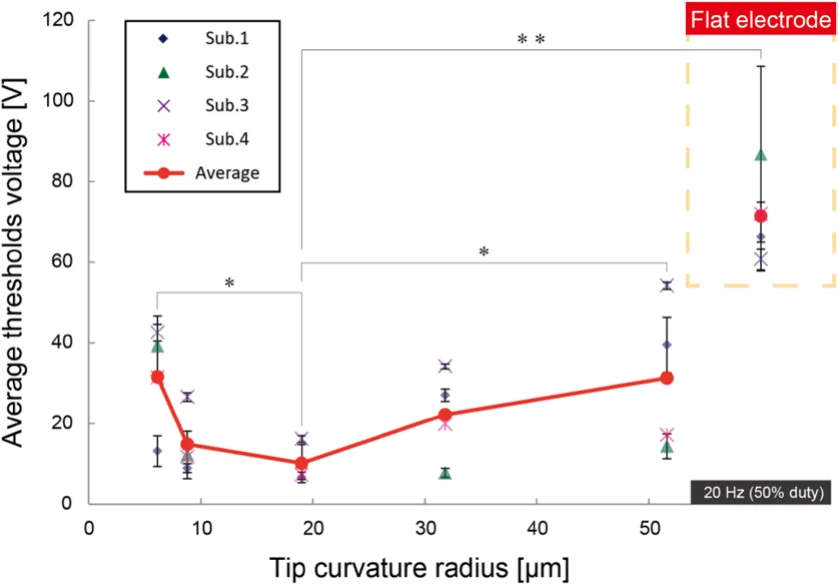 120
100
80
60
40
20
0
Average thresholds voltage [V]
Sub.1
Sub.2
Sub.3
Sub.4
Average
Flat electrode
**
*
*
20 Hz (50% duty)
0 10 20 30 40 50
Tip curvature radius [μm]